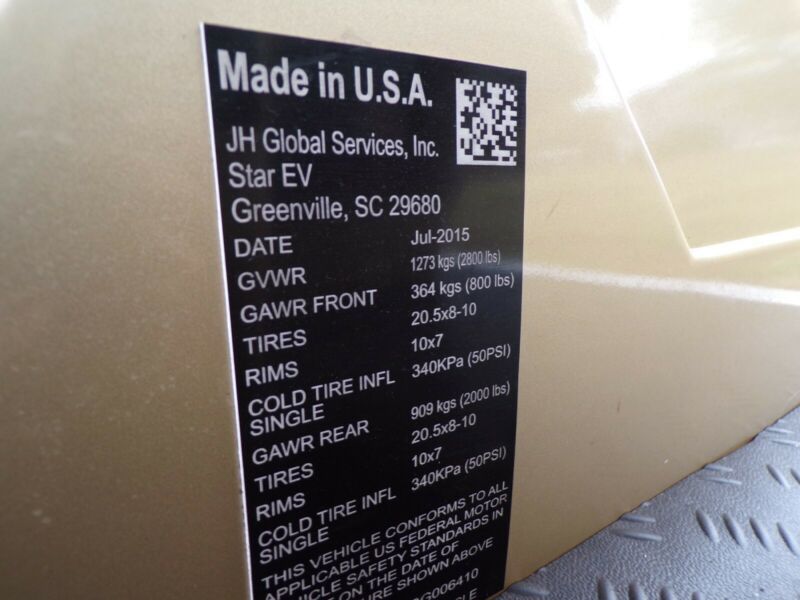 Made in U.S.A.
JH Global Services, Inc.
Star EV
Greenville, SC 29680
DATE Jul-2015
GVWR 1273 kgs (2800 lbs)
GAWR FRONT 364 kgs (800 lbs)
TIRES 20.5x8-10
RIMS 10x7
COLD TIRE INFL 340KPa (50PSI)
SINGLE
GAWR REAR 909 kgs (2000 lbs)
TIRES 20.5x8-10
RIMS 10x7
COLD TIRE INFL 340KPa (50PSI)
SINGLE
THIS VEHICLE CONFORMS TO ALL
APPLICABLE US FEDERAL MOTOR
VEHICLE SAFETY STANDARDS IN
ON THE DATE OF
SHOWN ABOVE
G006410